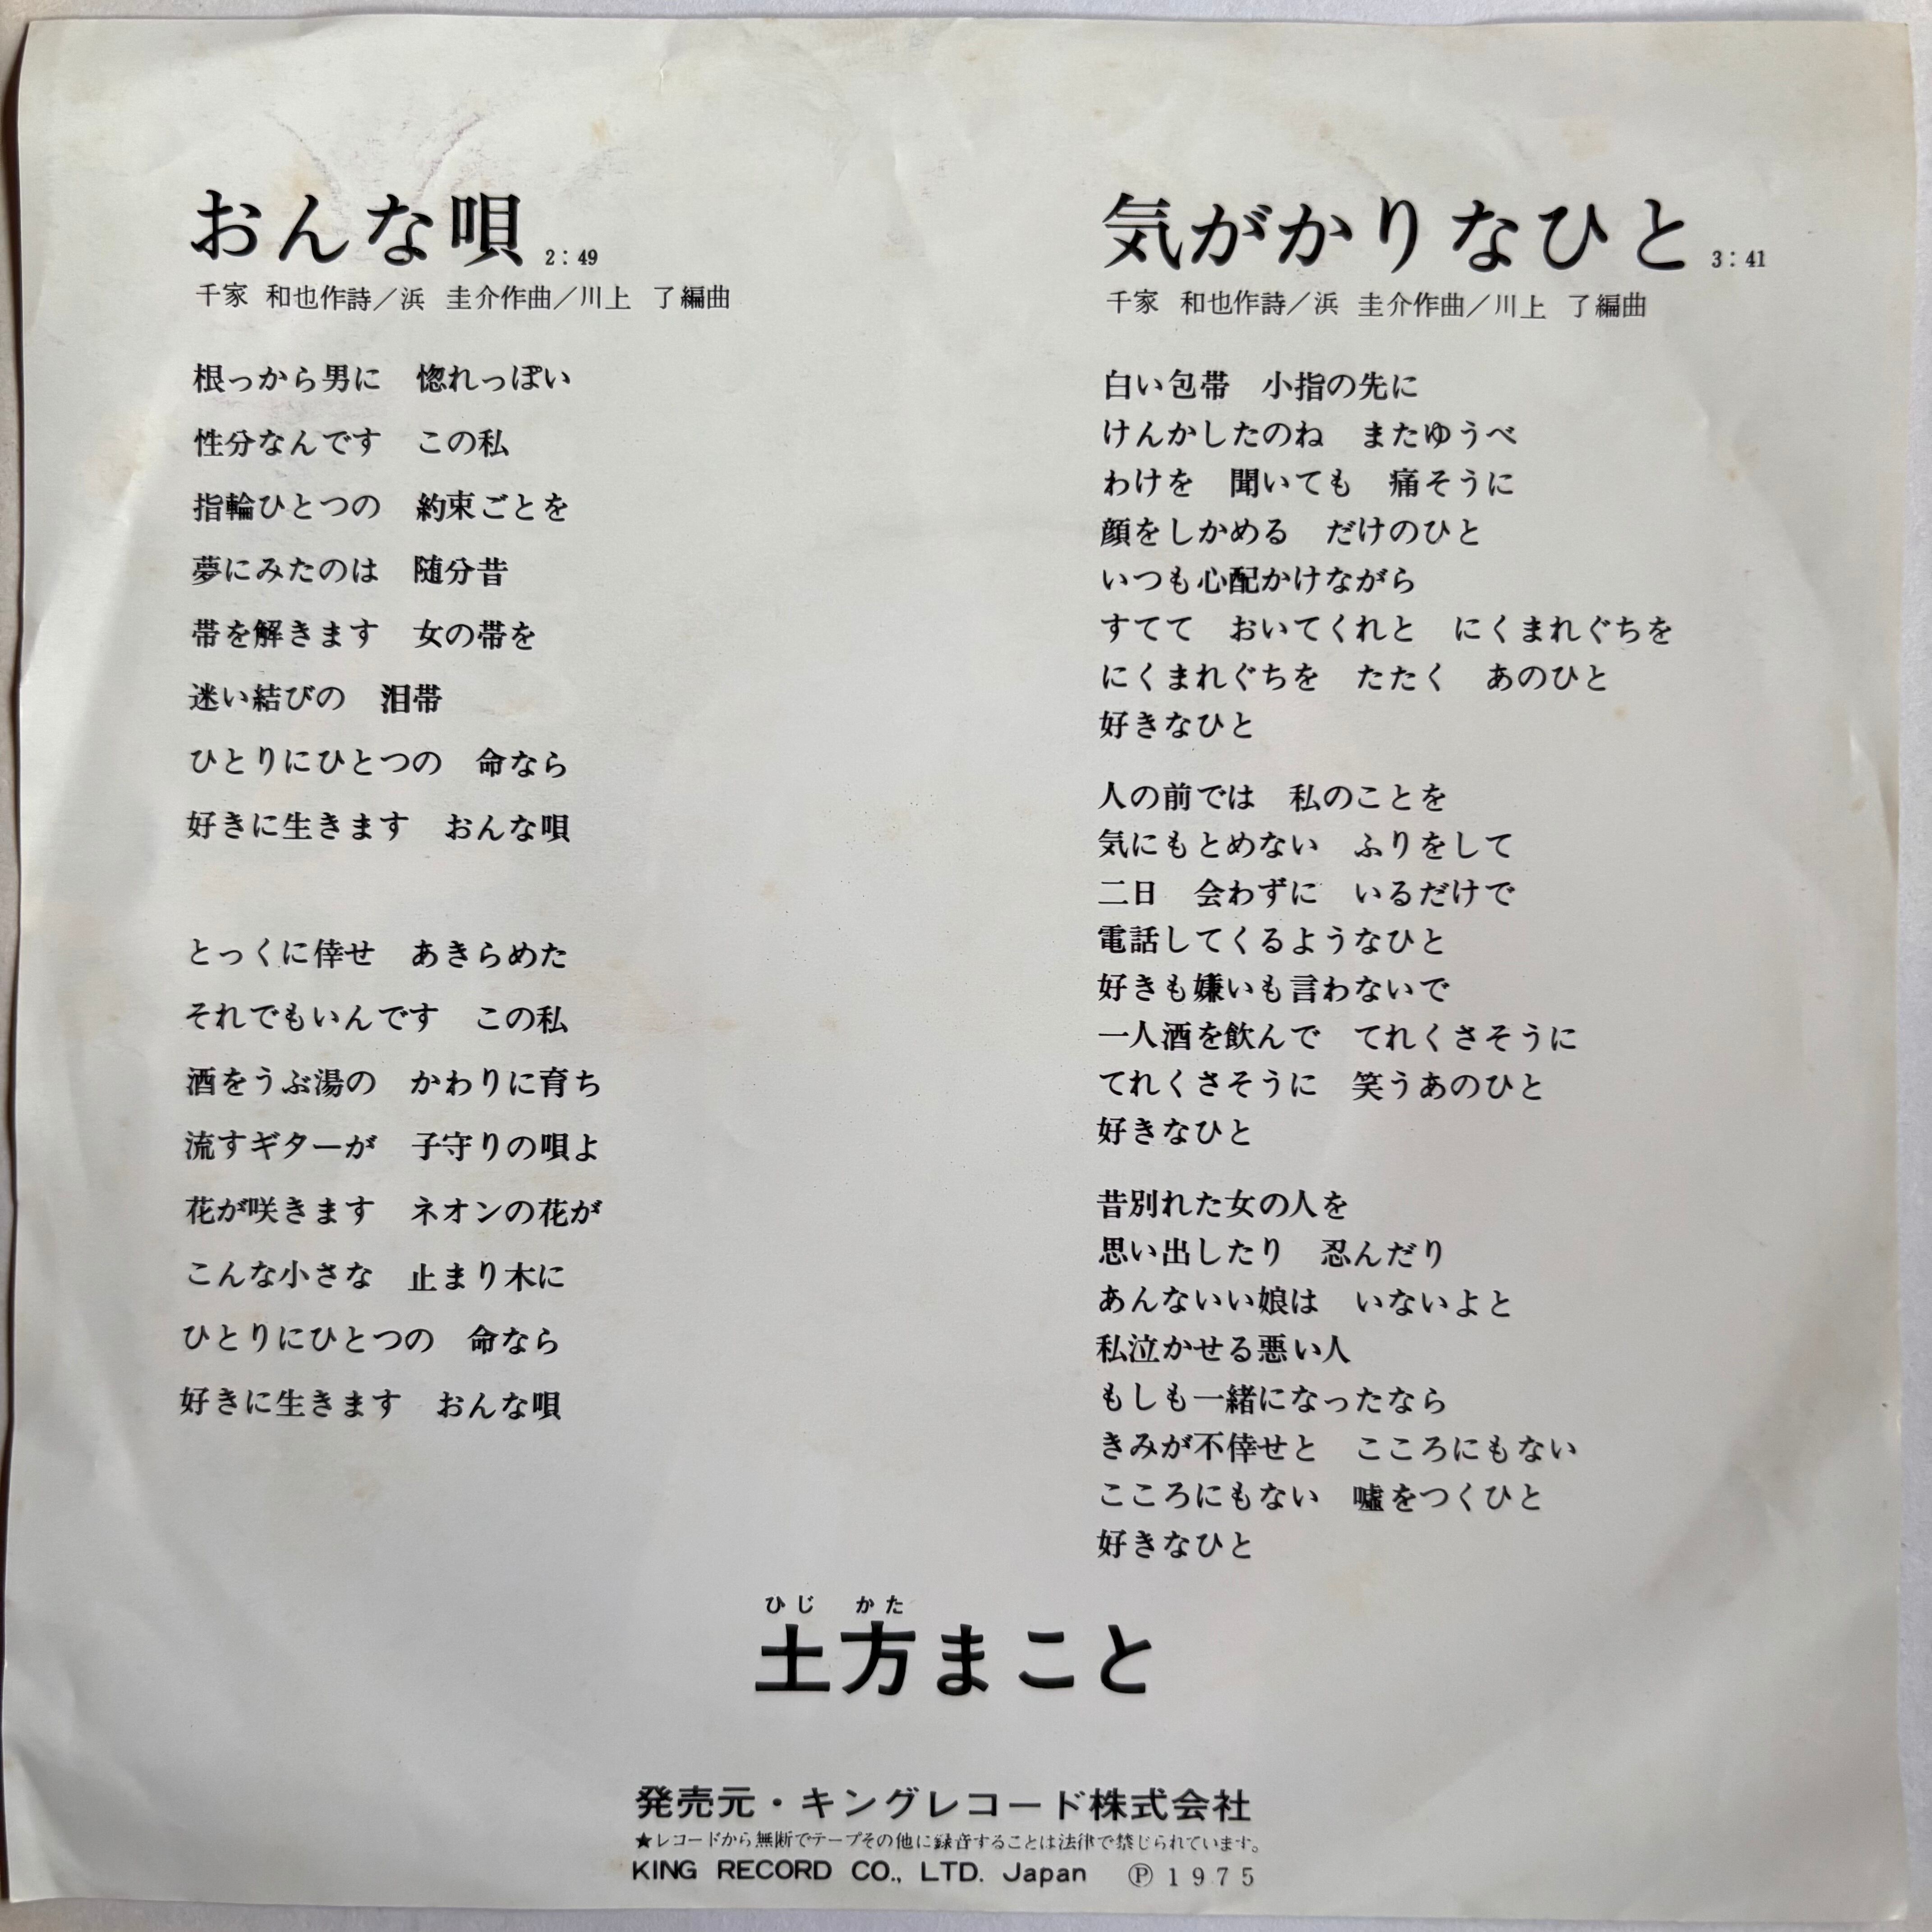 おんな唄 2:49
千家 和也作詩／浜 圭介作曲／川上 了編曲
根っから男に 惚れっぽい
性分なんです この私
指輪ひとつの 約束ごとを
夢にみたのは 随分昔
帯を解きます 女の帯を
迷い結びの 泪帯
ひとりにひとつの 命なら
好きに生きます おんな唄
とっくに倖せ あきらめた
それでもいんです この私
酒をうぶ湯の かわりに育ち
流すギターが 子守りの唄よ
花が咲きます ネオンの花が
こんな小さな 止まり木に
ひとりにひとつの 命なら
好きに生きます おんな唄
気がかりなひと 3:41
千家 和也作詩／浜 圭介作曲／川上 了編曲
白い包帯 小指の先に
けんかしたのね またゆうべ
わけを 聞いても 痛そうに
顔をしかめる だけのひと
いつも心配かけながら
すてて おいてくれと にくまれぐちを
にくまれぐちを たたく あのひと
好きなひと
人の前では 私のことを
気にもとめない ふりをして
二日 会わずに いるだけで
電話してくるようなひと
好きも嫌いも言わないで
一人酒を飲んで てれくさそうに
てれくさそうに 笑うあのひと
好きなひと
昔別れた女の人を
思い出したり 忍んだり
あんないい娘は いないよと
私泣かせる悪い人
もしも一緒になったなら
きみが不倖せと こころにもない
こころにもない 嘘をつくひと
好きなひと
ひじ かた
土方まこと
発売元・キングレコード株式会社
★レコードから無断でテープその他に録音することは法律で禁じられています。
KING RECORD CO., LTD. Japan Ⓟ1975